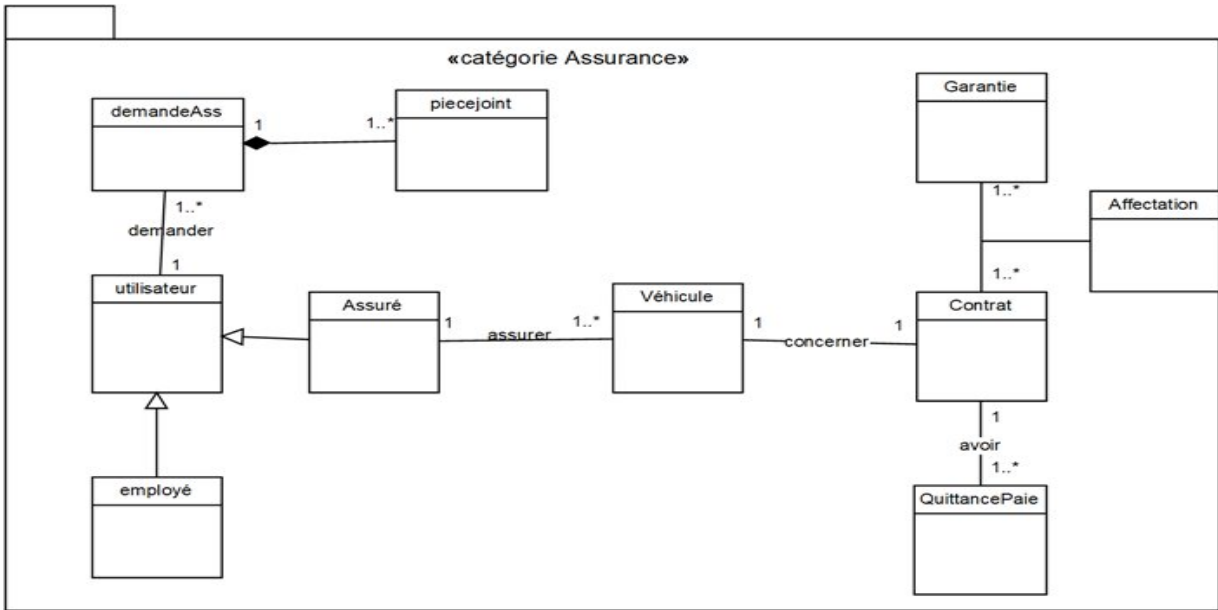 «catégorie Assurance»
demandeAss
1
1..*
piecejoint
Garantie
1..*
Affectation
1..*
demander
1
utilisateur
Assuré
1
assurer
1..*
Véhicule
1
concerner
1
1..*
Contrat
1
avoir
1..*
QuittancePaie
employé